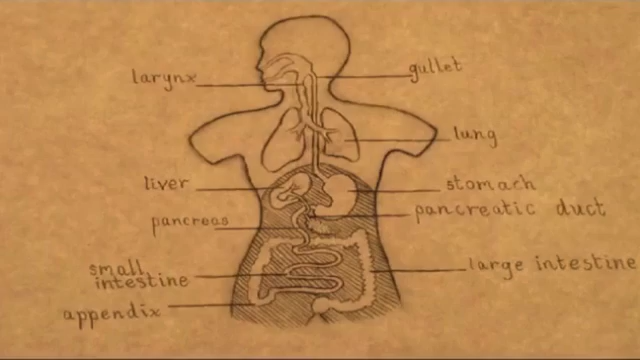 gullet
larynx
lung
liver
stomach
pancreas
pancreatic duct
small
intestine
large intestine
appendix